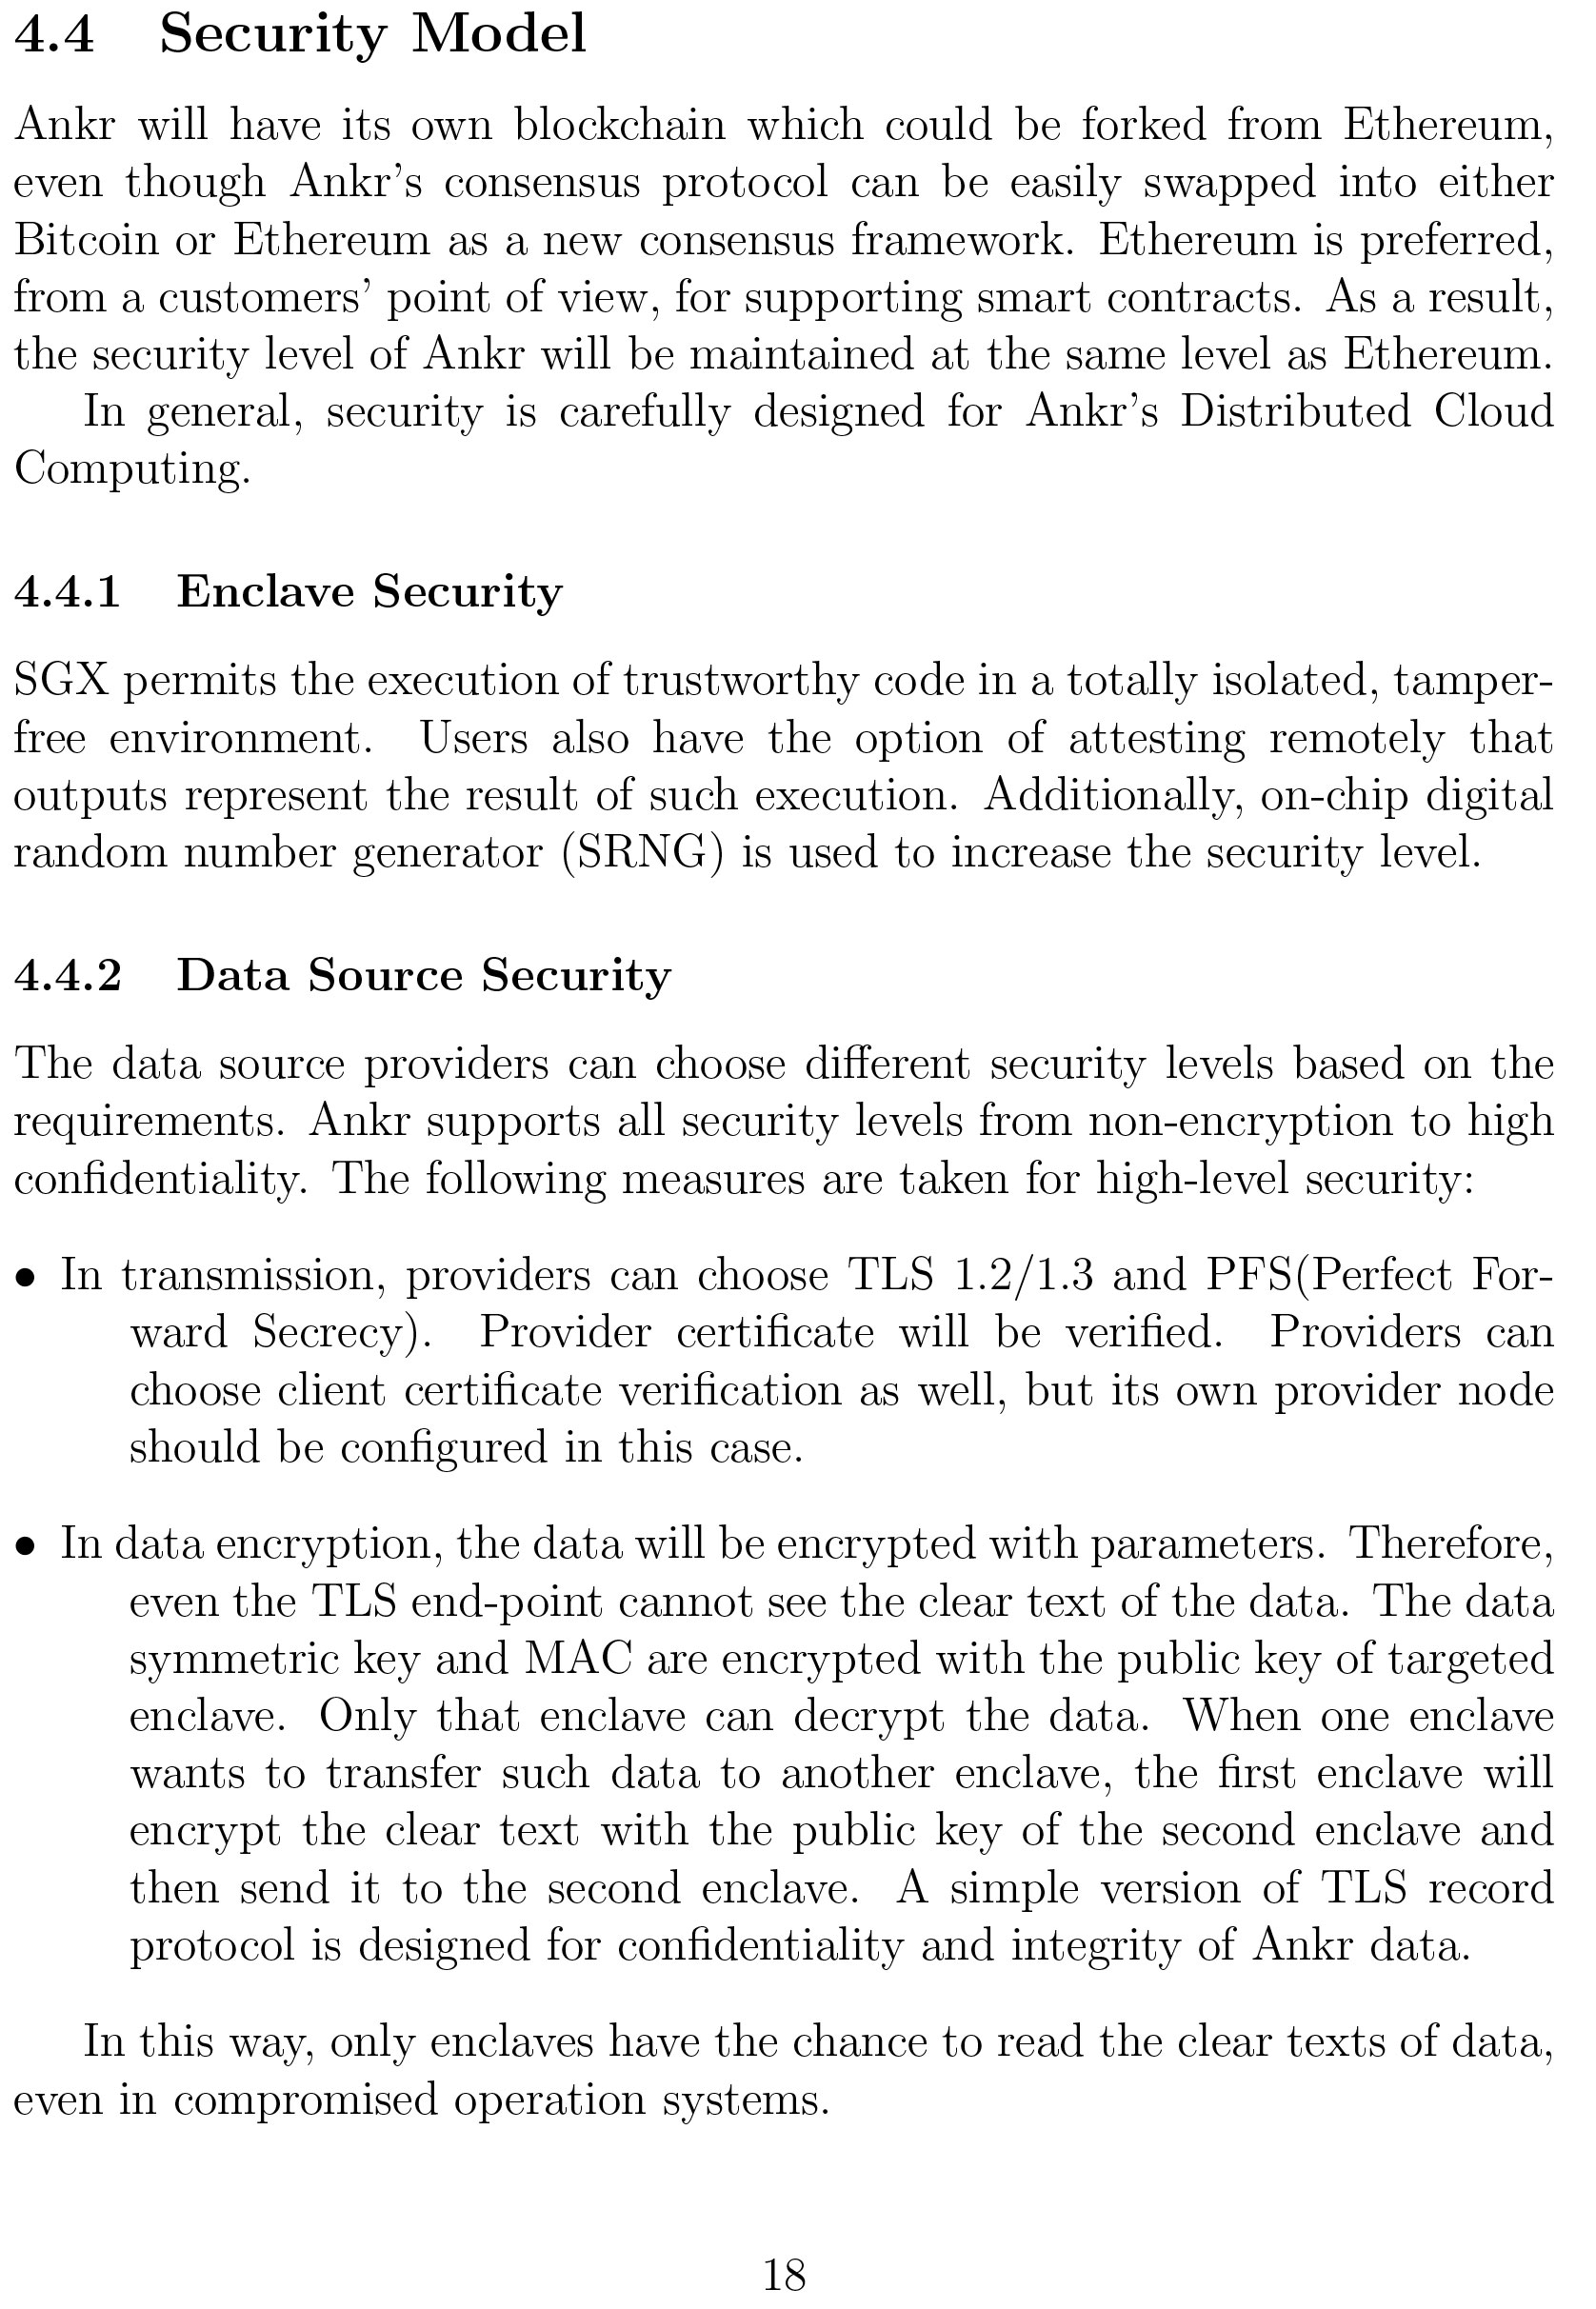 4.4 Security Model
Ankr will have its own blockchain which could be forked from Ethereum,
even though Ankr's consensus protocol can be easily swapped into either
Bitcoin or Ethereum as a new consensus framework. Ethereum is preferred,
from a customers' point of view, for supporting smart contracts. As a result,
the security level of Ankr will be maintained at the same level as Ethereum.
In general, security is carefully designed for Ankr's Distributed Cloud
Computing.
4.4.1 Enclave Security
SGX permits the execution of trustworthy code in a totally isolated, tamper-
free environment. Users also have the option of attesting remotely that
outputs represent the result of such execution. Additionally, on-chip digital
random number generator (SRNG) is used to increase the security level.
4.4.2 Data Source Security
The data source providers can choose different security levels based on the
requirements. Ankr supports all security levels from non-encryption to high
confidentiality. The following measures are taken for high-level security:
• In transmission, providers can choose TLS 1.2/1.3 and PFS(Perfect For-
ward Secrecy). Provider certificate will be verified. Providers can
choose client certificate verification as well, but its own provider node
should be configured in this case.
• In data encryption, the data will be encrypted with parameters. Therefore,
even the TLS end-point cannot see the clear text of the data. The data
symmetric key and MAC are encrypted with the public key of targeted
enclave. Only that enclave can decrypt the data. When one enclave
wants to transfer such data to another enclave, the first enclave will
encrypt the clear text with the public key of the second enclave and
then send it to the second enclave. A simple version of TLS record
protocol is designed for confidentiality and integrity of Ankr data.
In this way, only enclaves have the chance to read the clear texts of data,
even in compromised operation systems.
18